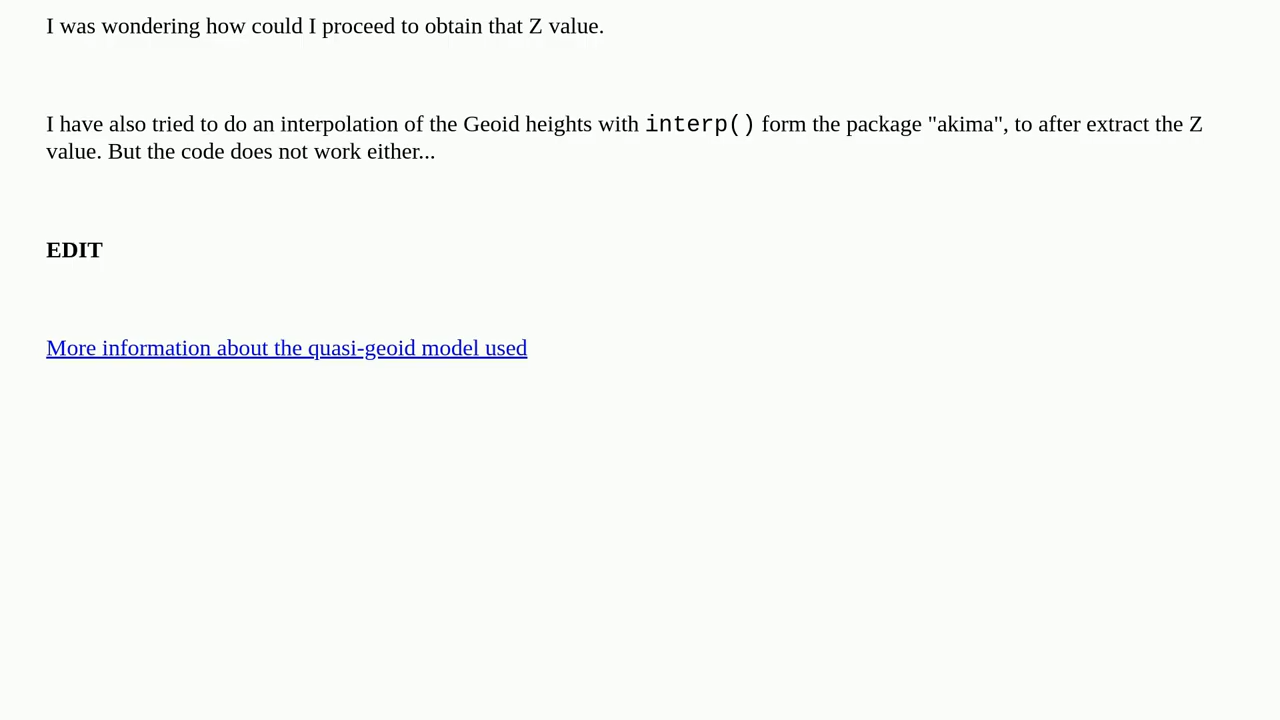 I was wondering how could I proceed to obtain that Z value.
I have also tried to do an interpolation of the Geoid heights with interp() form the package "akima", to after extract the Z
value. But the code does not work either...
EDIT
More information about the quasi-geoid model used